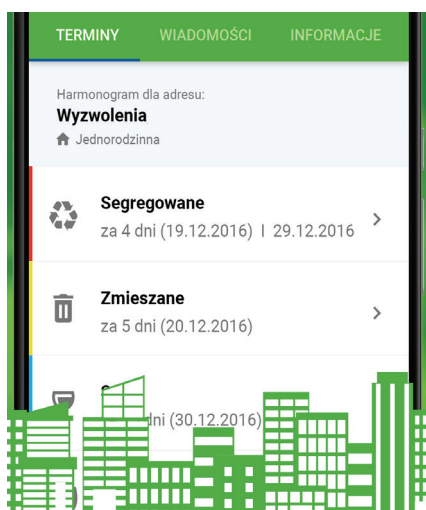 TERMINY WIADOMOŚCI INFORMACJE
Harmonogram dla adresu:
Wyzwolenia
Jednorodzinna
Segregowane
za 4 dni (19.12.2016) I 29.12.2016
Zmieszane
za 5 dni (20.12.2016)
dni (30.12.2016)